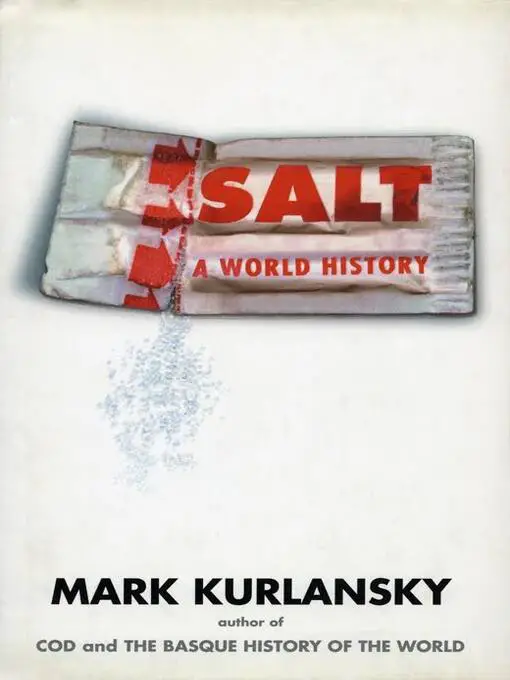 SALT
A WORLD HISTORY
MARK KURLANSKY
author of
COD and THE BASQUE HISTORY OF THE WORLD